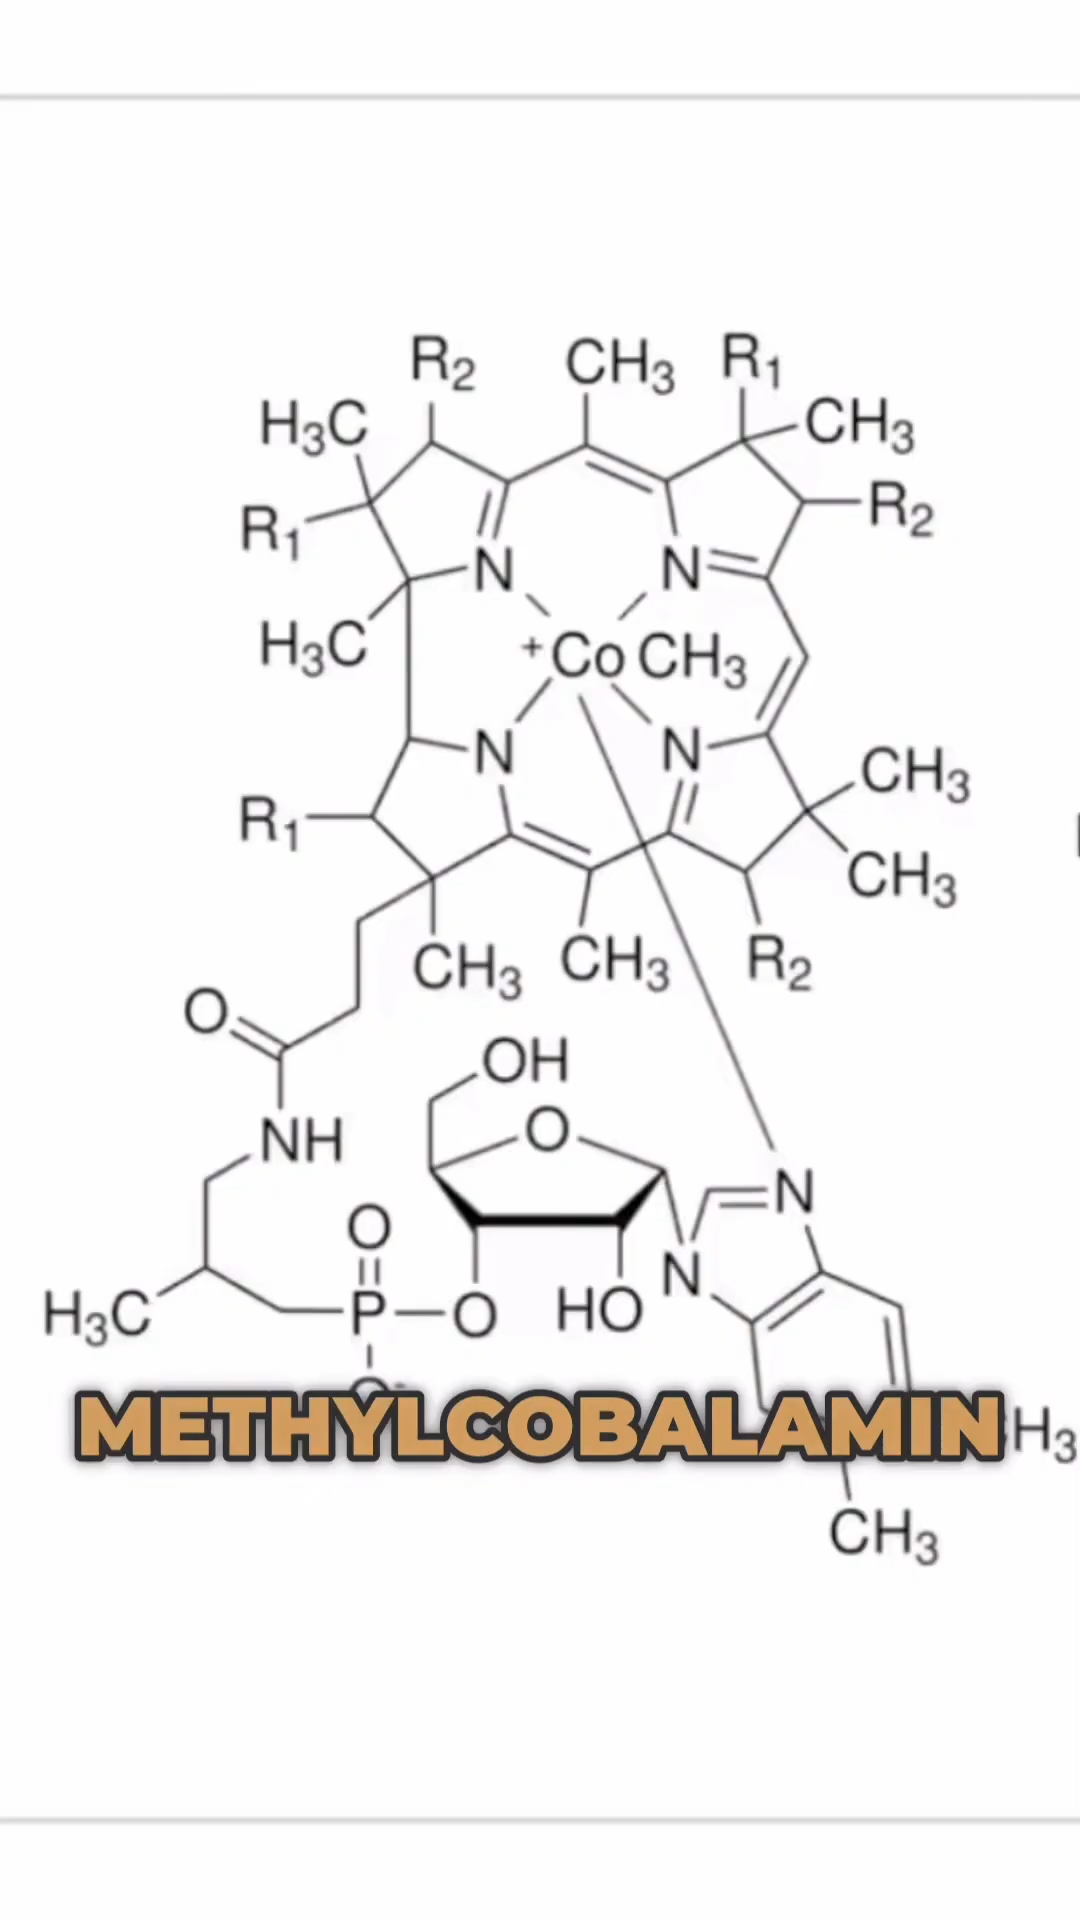 R2 CH3 R1
H3C CH3
R1 R2
N N
H3C + Co CH3
N N
R1 CH3
CH3
CH3 CH3 R2
O
OH
O
NH
N
O
N
H3C P O HO
METHYLCOBALAMIN
CH3